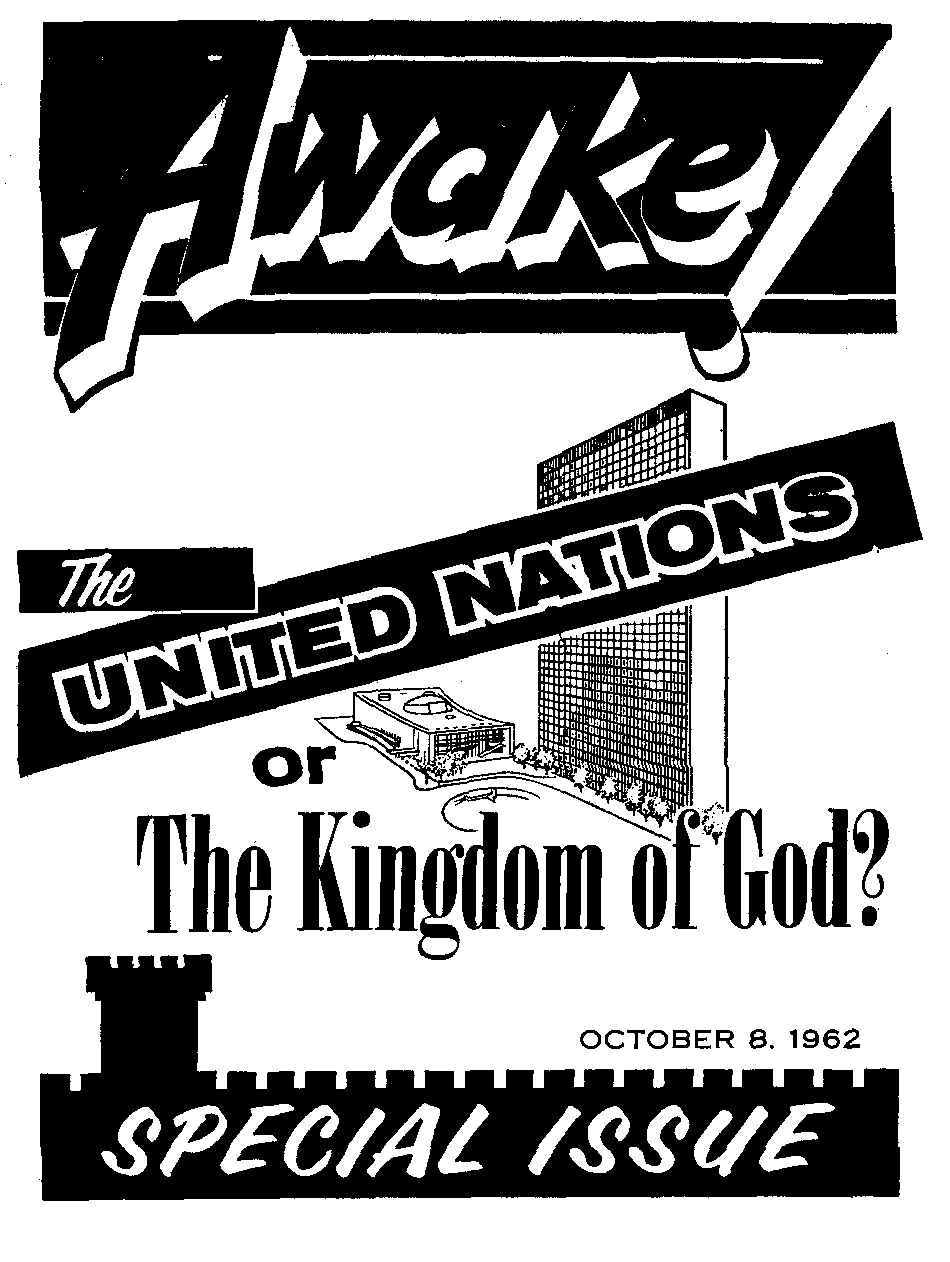 Awake!
The
UNITED NATIONS
or
The Kingdom of God?
OCTOBER 8. 1962
SPECIAL ISSUE